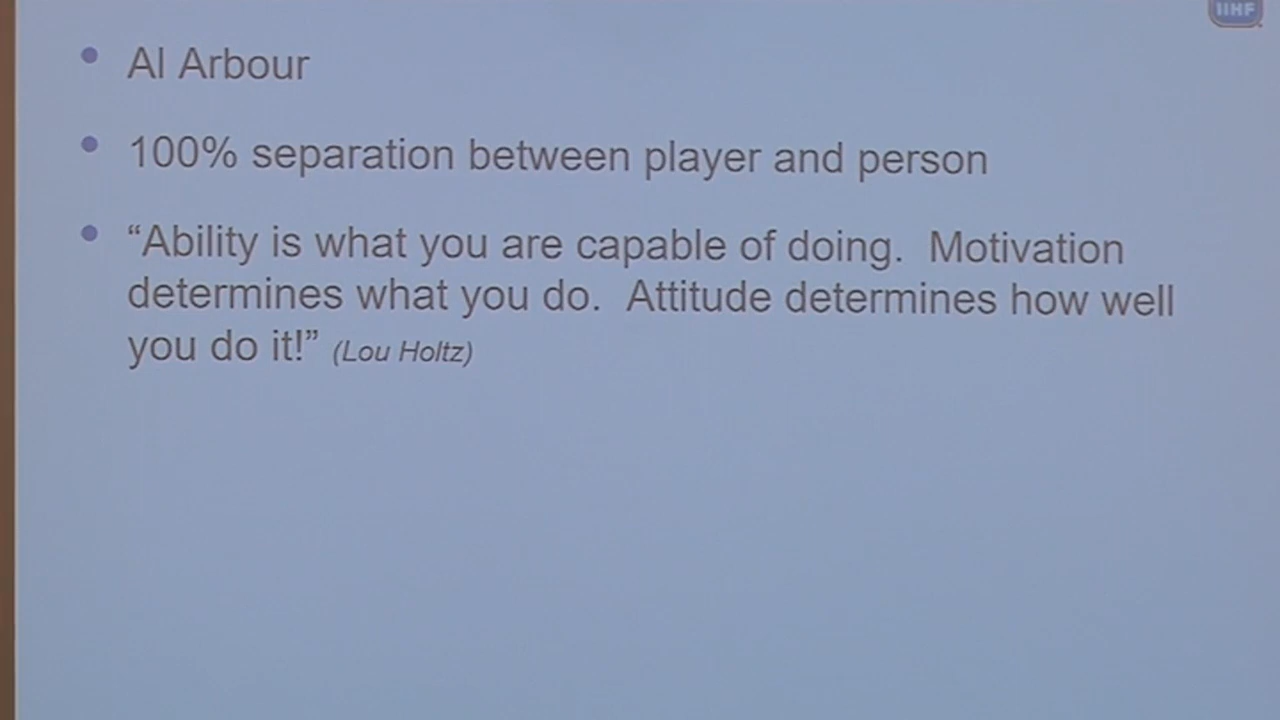 IIHF
Al Arbour
100% separation between player and person
“Ability is what you are capable of doing.  Motivation
determines what you do.  Attitude determines how well
you do it!” (Lou Holtz)